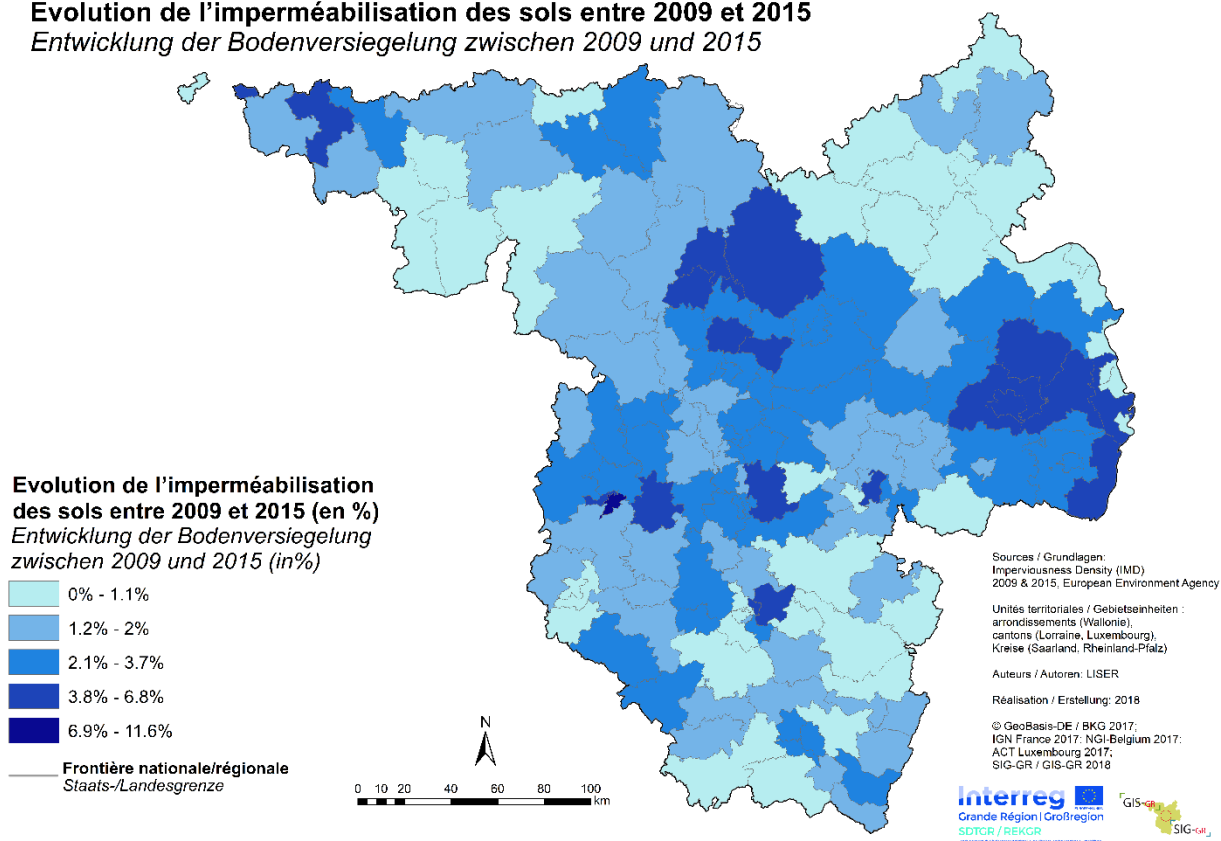 Evolution de l'imperméabilisation des sols entre 2009 et 2015
Entwicklung der Bodenversiegelung zwischen 2009 und 2015
Evolution de l'imperméabilisation
des sols entre 2009 et 2015 (en %)
Entwicklung der Bodenversiegelung
zwischen 2009 und 2015 (in%)
0% - 1.1%
1.2% - 2%
2.1% - 3.7%
3.8% - 6.8%
6.9% - 11.6%
Frontière nationale/régionale
Staats-/Landesgrenze
N
0 10 20 40 60 80 100
km
Sources / Grundlagen:
Imperviousness Density (IMD)
2009 & 2015, European Environment Agency
Unités territoriales / Gebietseinheiten :
arrondissements (Wallonie),
cantons (Lorraine, Luxembourg),
Kreise (Saarland, Rheinland-Pfalz)
Auteurs / Autoren: LISER
Réalisation / Erstellung: 2018
© GeoBasis-DE / BKG 2017;
IGN France 2017; NGI-Belgium 2017;
ACT Luxembourg 2017;
SIG-GR / GIS-GR 2018
Interreg
Grande Région | Großregion
SDTGR / REKGR
GIS-GR
SIG-GR